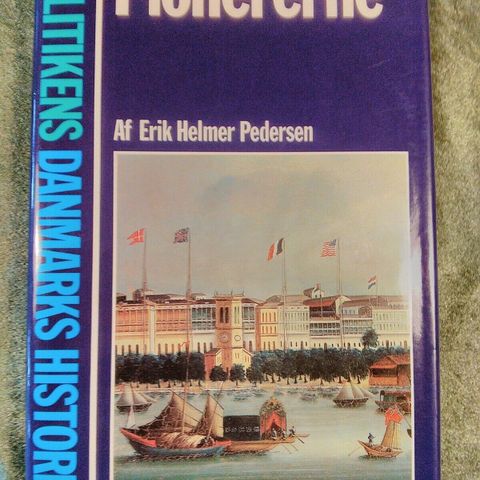 Pionererne
Af Erik Helmer Pedersen
LITIKENS DANMARKS HISTORI